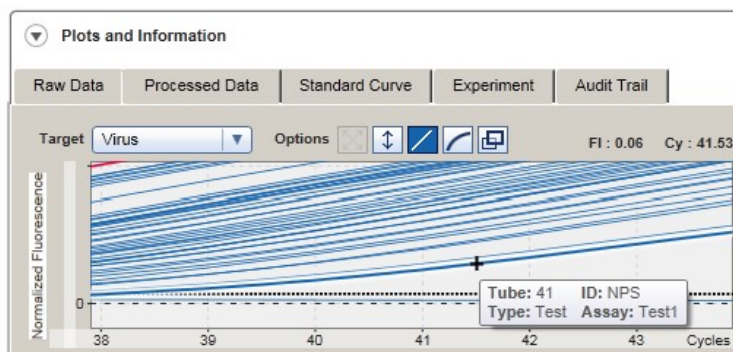 Plots and Information
Raw Data Processed Data Standard Curve Experiment Audit Trail
Target Virus Options Fl : 0.06 Cy : 41.53
Normalized Fluorescence
0
Tube: 41 ID: NPS
Type: Test Assay: Test1
38 39 40 41 42 43 Cycles